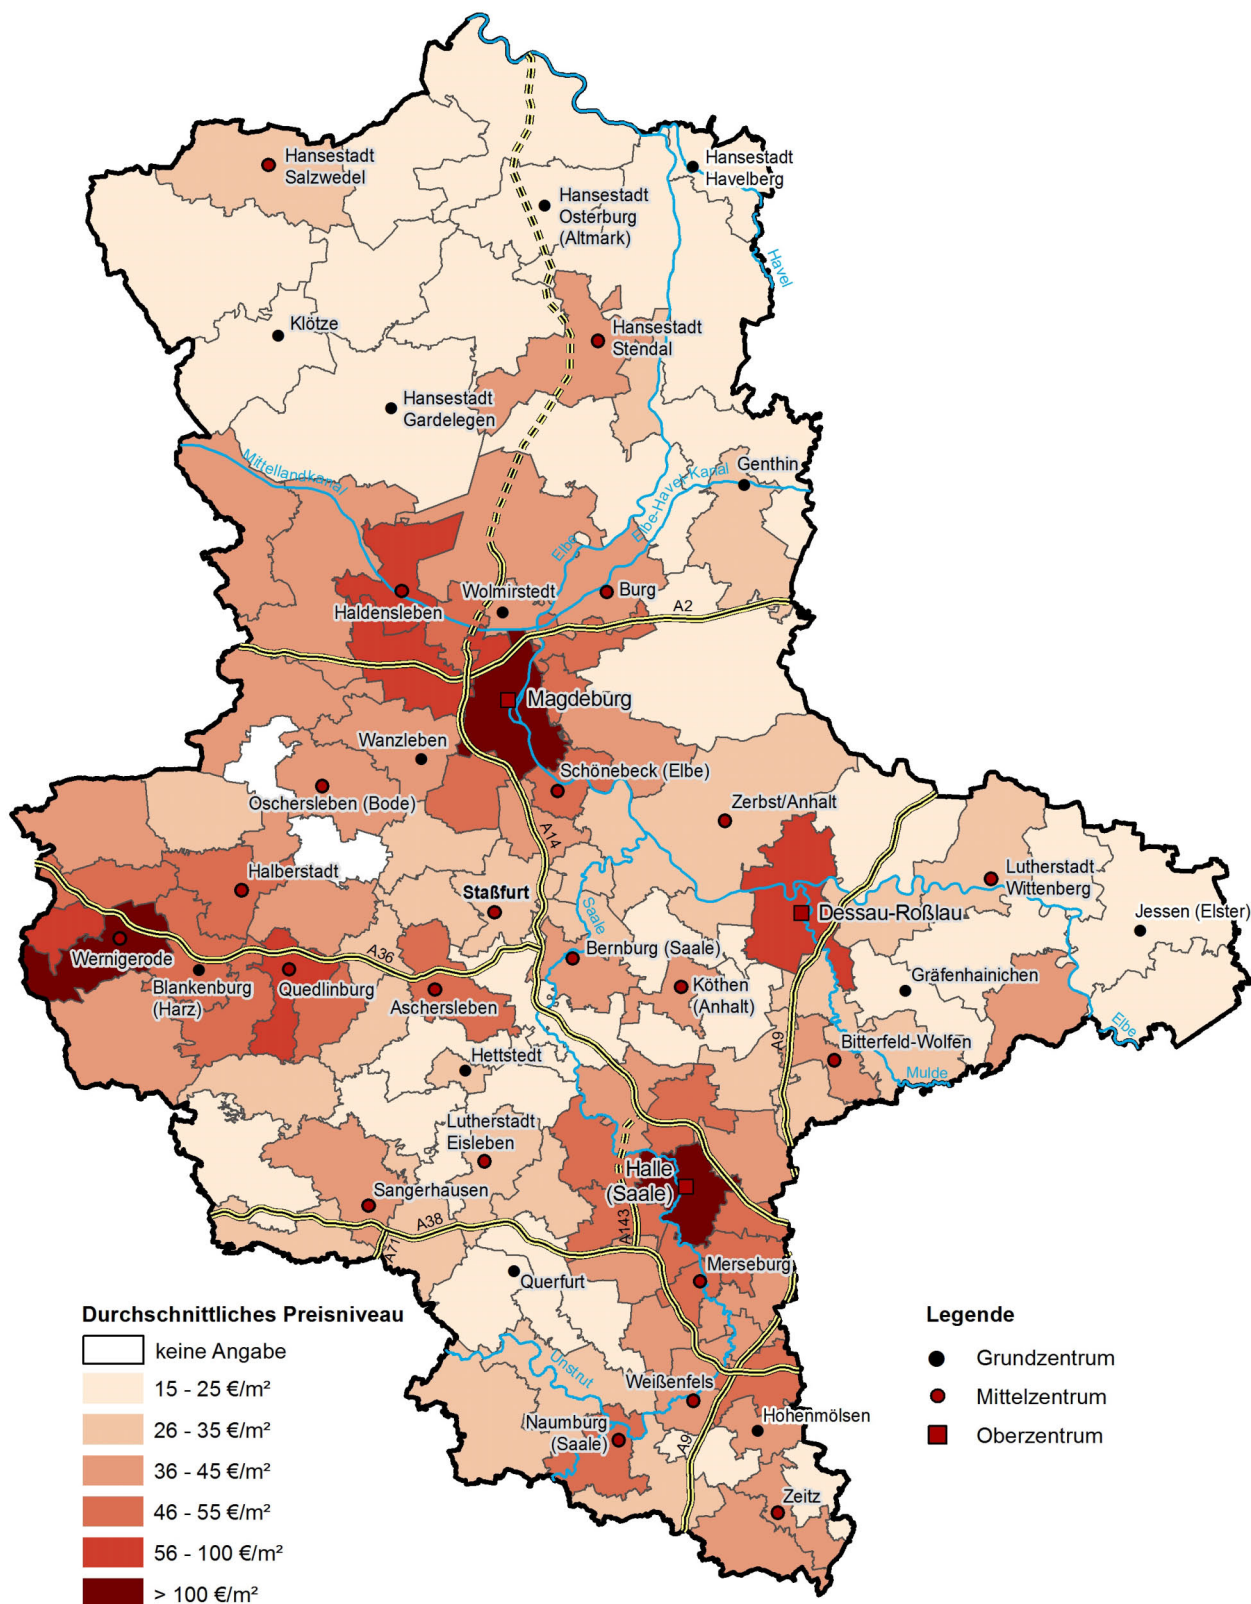 Hansestadt
Salzwedel
Hansestadt
Havelberg
Hansestadt
Osterburg
(Altmark)
Havel
Klötze
Hansestadt
Stendal
Hansestadt
Gardelegen
Mittellandkanal
Genthin
Elbe-Havel-Kanal
Elbe
Haldensleben
Wolmirstedt
Burg
A2
Magdeburg
Wanzleben
Schönebeck (Elbe)
Oschersleben (Bode)
Zerbst/Anhalt
A14
Halberstadt
Lutherstadt
Wittenberg
Staßfurt
Saale
Dessau-Roßlau
Jessen (Elster)
Wernigerode
A36
Bernburg (Saale)
Blankenburg
(Harz)
Quedlinburg
Aschersleben
Köthen
(Anhalt)
Gräfenhainichen
Elbe
A9
Bitterfeld-Wolfen
Mulde
Hettstedt
Lutherstadt
Eisleben
Halle
(Saale)
Sangerhausen
A38
A143
A71
Querfurt
Merseburg
Unstrut
Weißenfels
Naumburg
(Saale)
A9
Hohenmölsen
Zeitz
Durchschnittliches Preisniveau
keine Angabe
15 - 25 €/m²
26 - 35 €/m²
36 - 45 €/m²
46 - 55 €/m²
56 - 100 €/m²
> 100 €/m²
Legende
Grundzentrum
Mittelzentrum
Oberzentrum